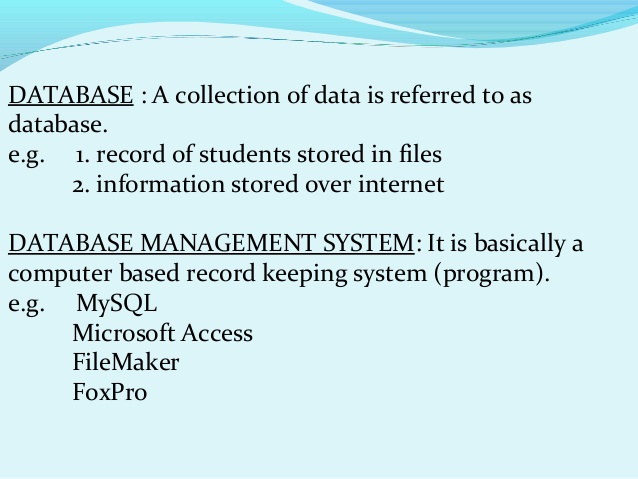 DATABASE : A collection of data is referred to as
database.
e.g. 1. record of students stored in files
2. information stored over internet
DATABASE MANAGEMENT SYSTEM: It is basically a
computer based record keeping system (program).
e.g. MySQL
Microsoft Access
FileMaker
FoxPro